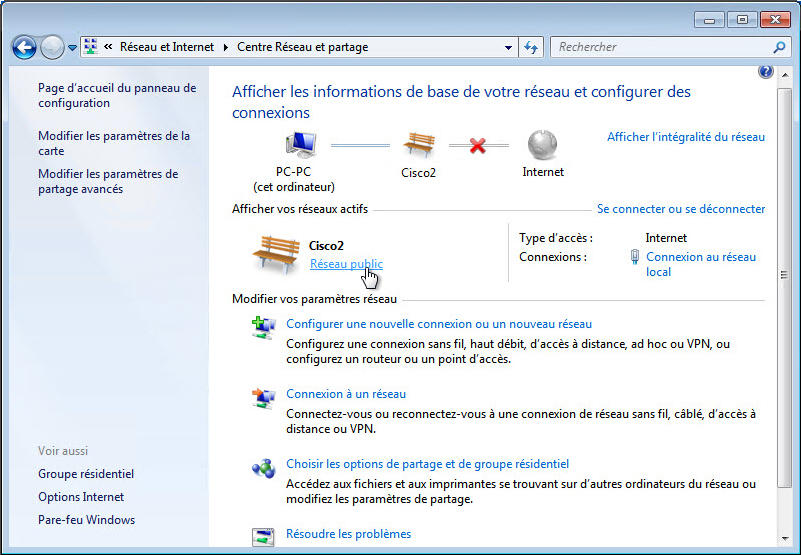 « Réseau et Internet Centre Réseau et partage
Rechercher
Page d'accueil du panneau de
configuration
Modifier les paramètres de la
carte
Modifier les paramètres de
partage avancés
Voir aussi
Groupe résidentiel
Options Internet
Pare-feu Windows
Afficher les informations de base de votre réseau et configurer des
connexions
Afficher l'intégralité du réseau
PC-PC
(cet ordinateur)
Cisco2
Internet
Afficher vos réseaux actifs
Se connecter ou se déconnecter
Cisco2
Réseau public
Type d'accès : Internet
Connexions : Connexion au réseau
local
Modifier vos paramètres réseau
Configurer une nouvelle connexion ou un nouveau réseau
Configurez une connexion sans fil, haut débit, d'accès à distance, ad hoc ou VPN, ou
configurez un routeur ou un point d'accès.
Connexion à un réseau
Connectez-vous ou reconnectez-vous à une connexion de réseau sans fil, câblé, d'accès à
distance ou VPN.
Choisir les options de partage et de groupe résidentiel
Accédez aux fichiers et aux imprimantes se trouvant sur d'autres ordinateurs du réseau ou
modifiez les paramètres de partage.
Résoudre les problèmes